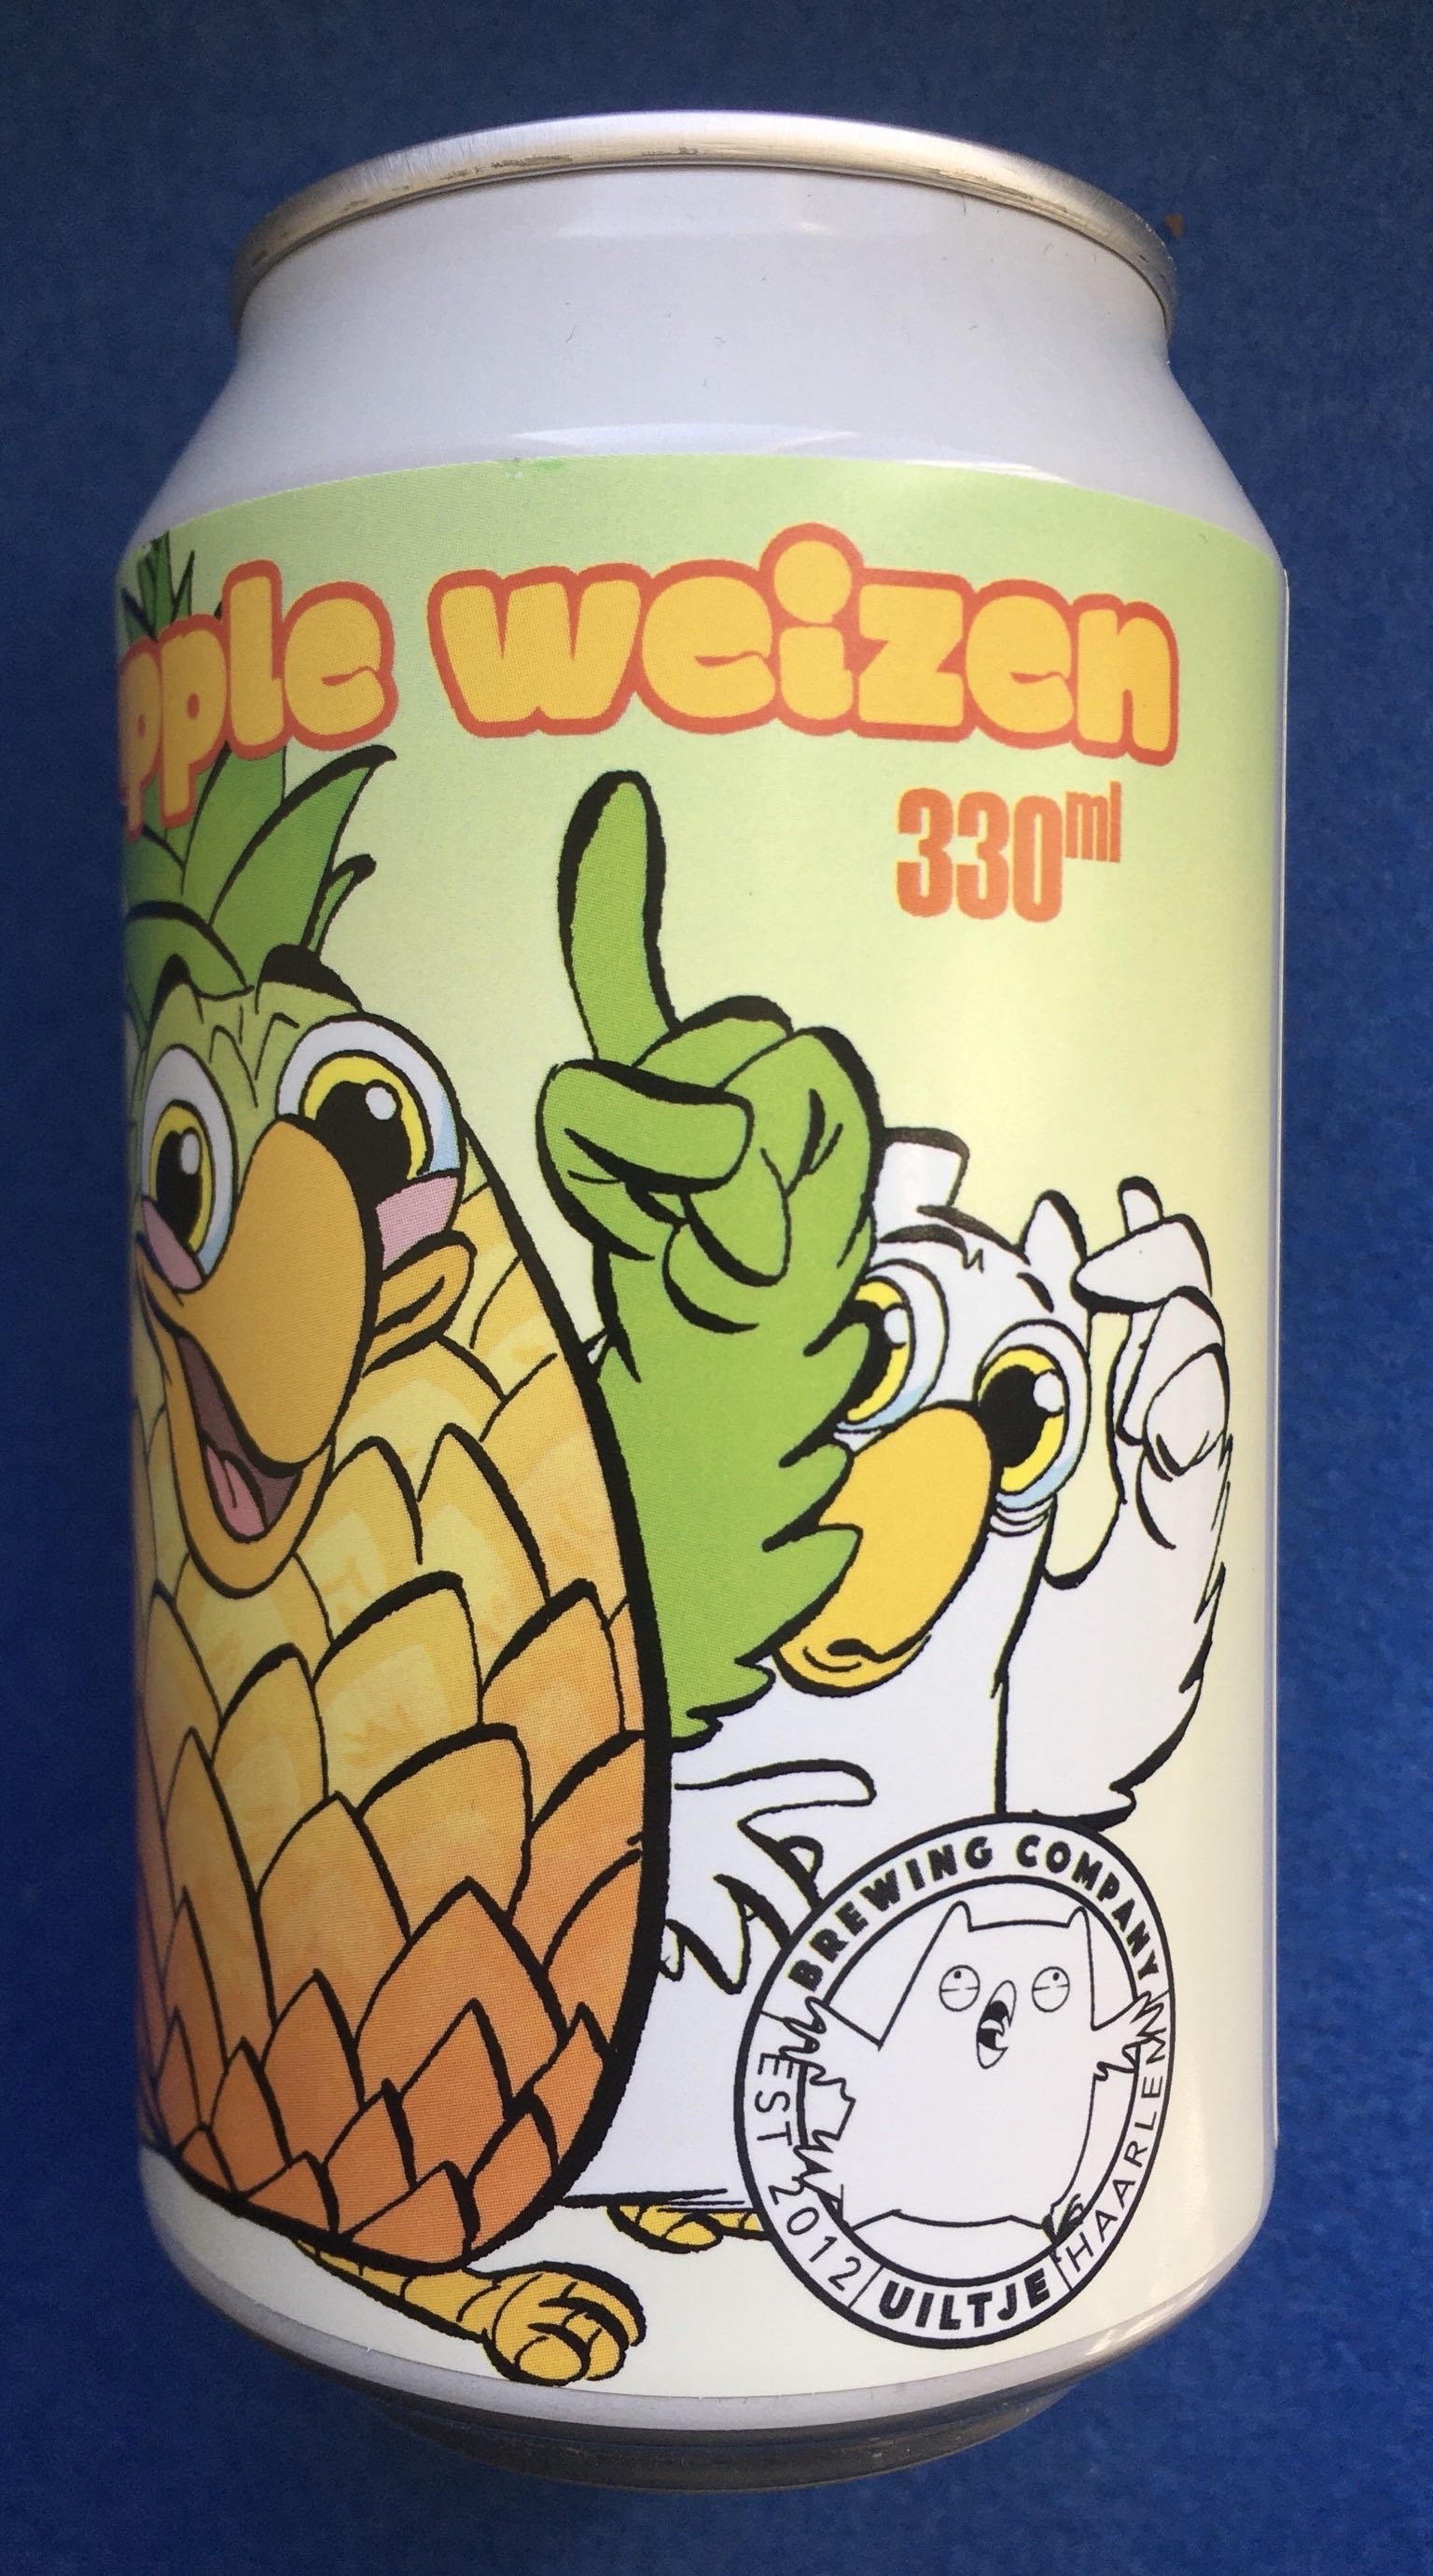 pple weizen
330ml
BREWING COMPANY
EST 2012
UILTJE
HAARLEM